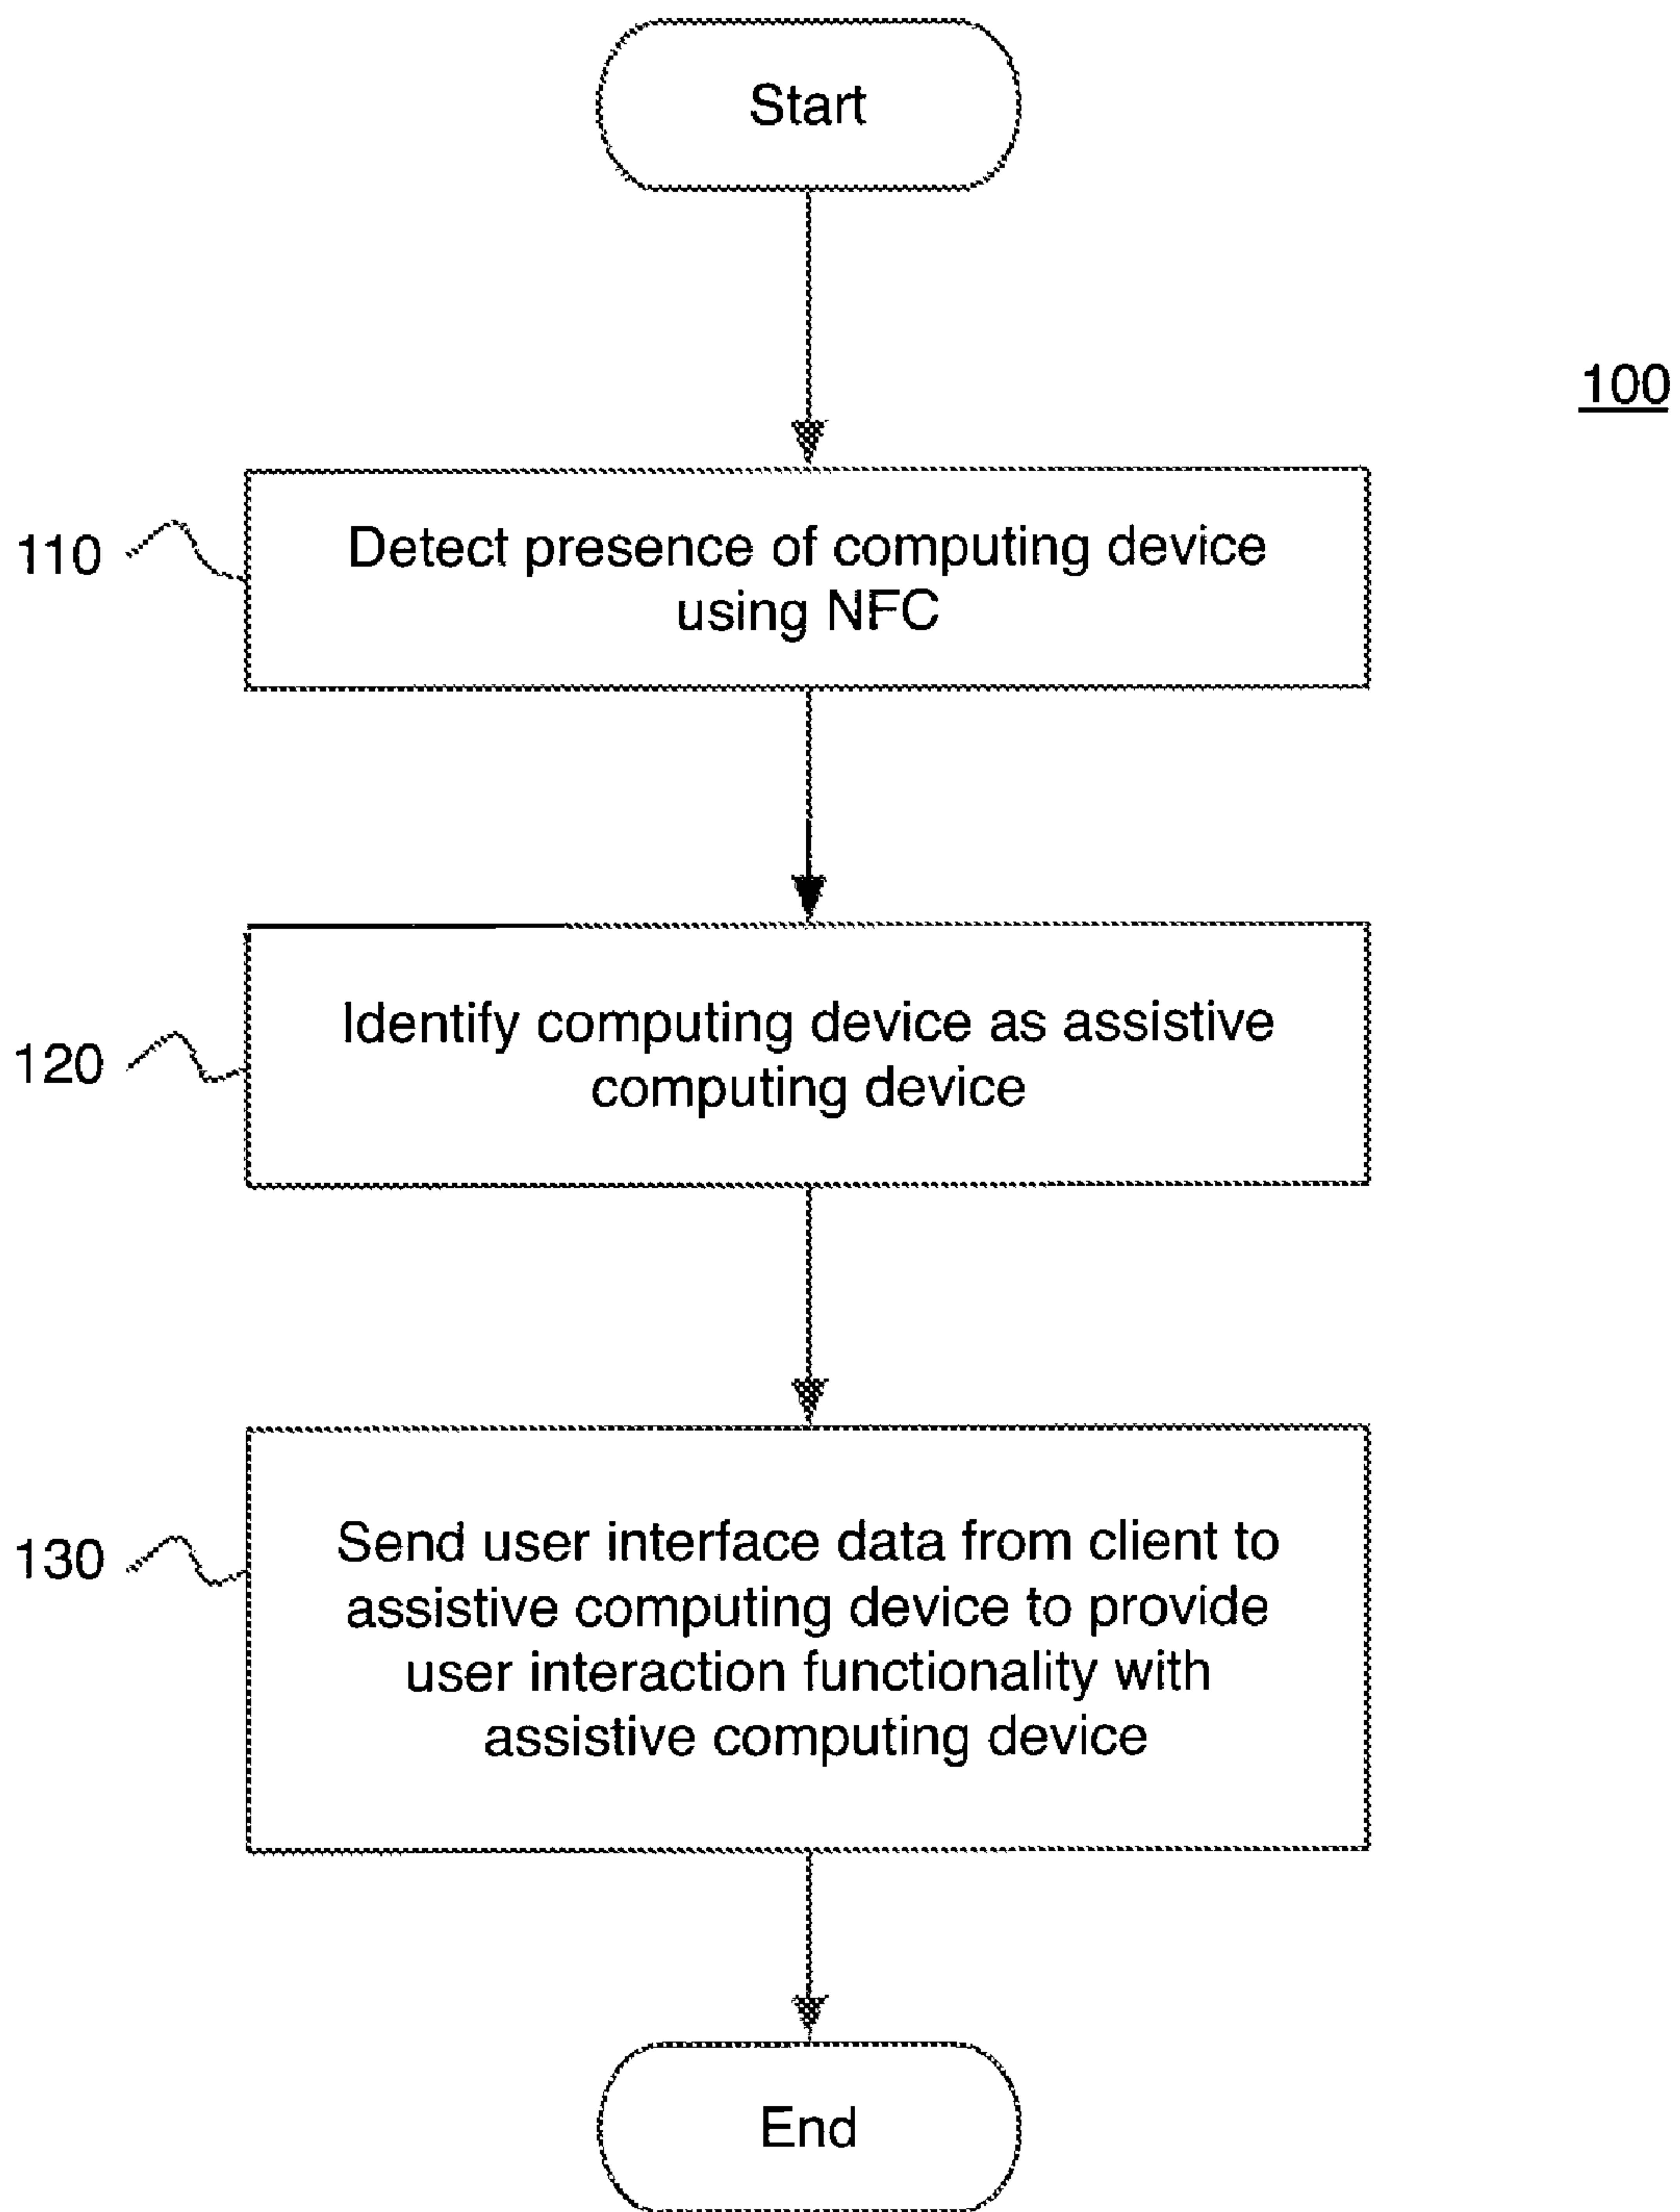 Start
100
110
Detect presence of computing device
using NFC
120
Identify computing device as assistive
computing device
130
Send user interface data from client to
assistive computing device to provide
user interaction functionality with
assistive computing device
End